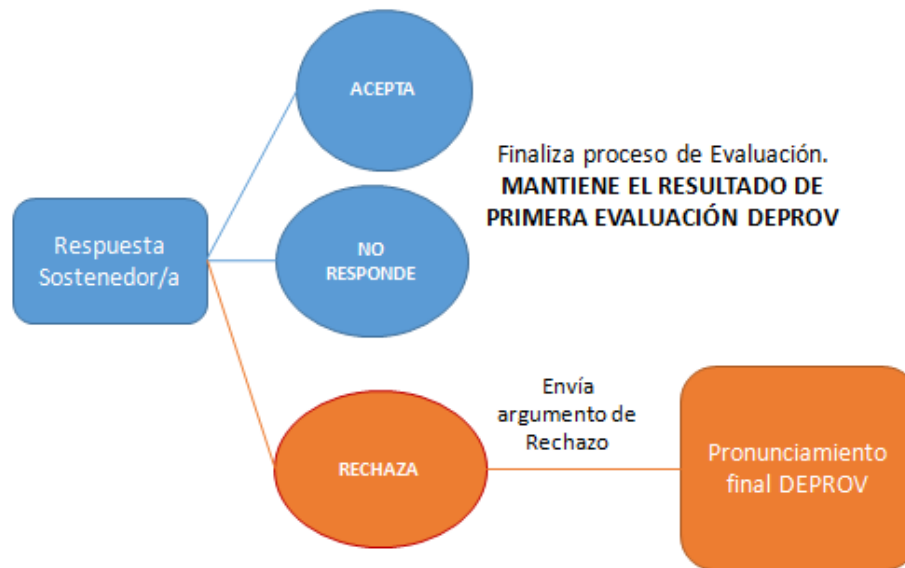 ACEPTA
Finaliza proceso de Evaluación.
MANTIENE EL RESULTADO DE
PRIMERA EVALUACIÓN DEPROV
Respuesta
Sostenedor/a
NO
RESPONDE
Envía
argumento de
Rechazo
RECHAZA
Pronunciamiento
final DEPROV